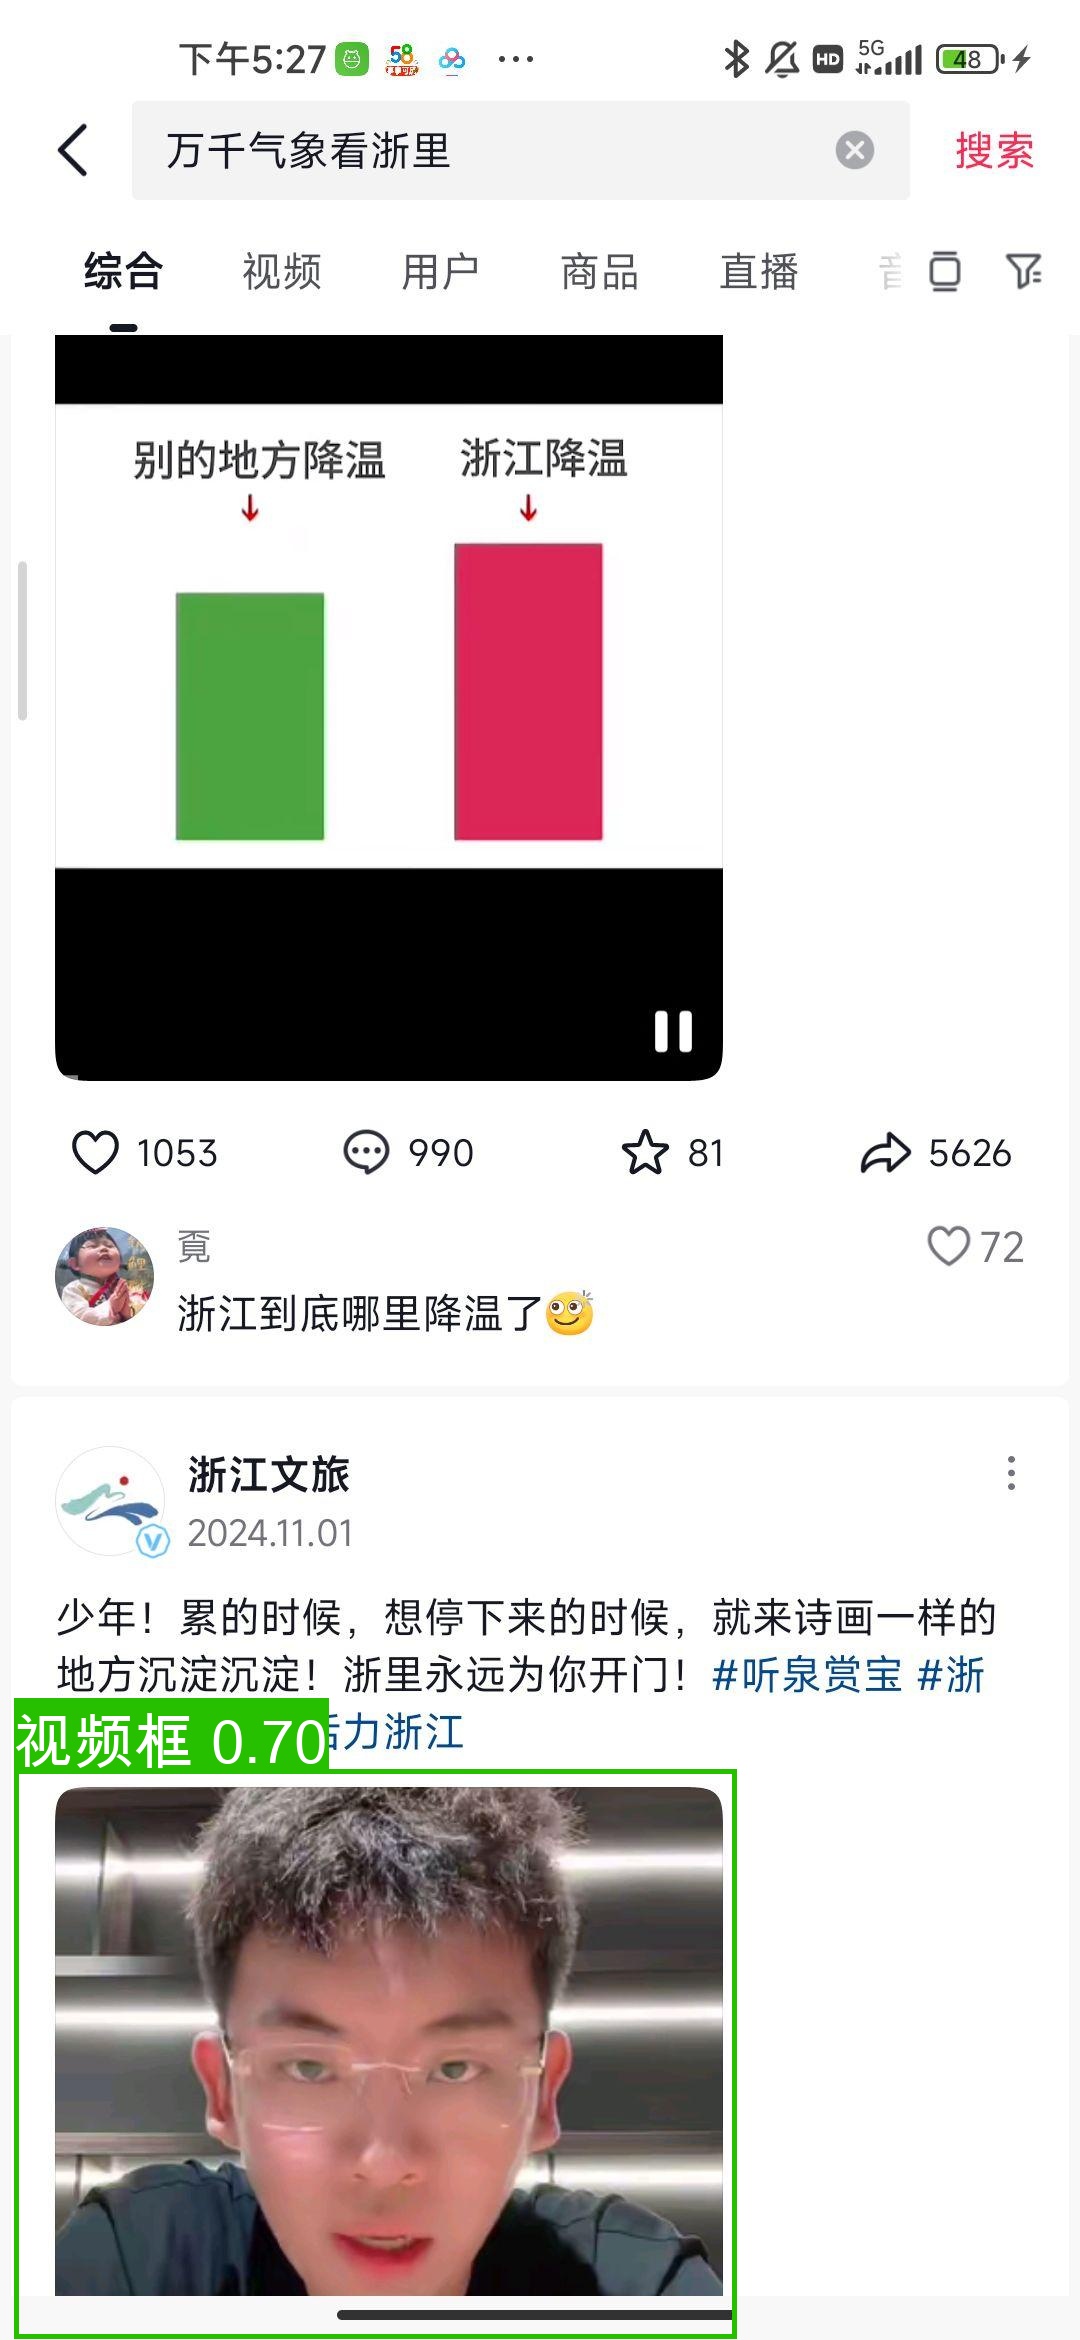 下午5:27
58
...
HD
5G
48
万千气象看浙里
搜索
综合
视频
用户
商品
直播
别的地方降温
浙江降温
1053
990
81
5626
覔
72
浙江到底哪里降温了
浙江文旅
2024.11.01
少年！累的时候，想停下来的时候，就来诗画一样的
地方沉淀沉淀！浙里永远为你开门！#听泉赏宝 #浙
力浙江
视频框 0.70